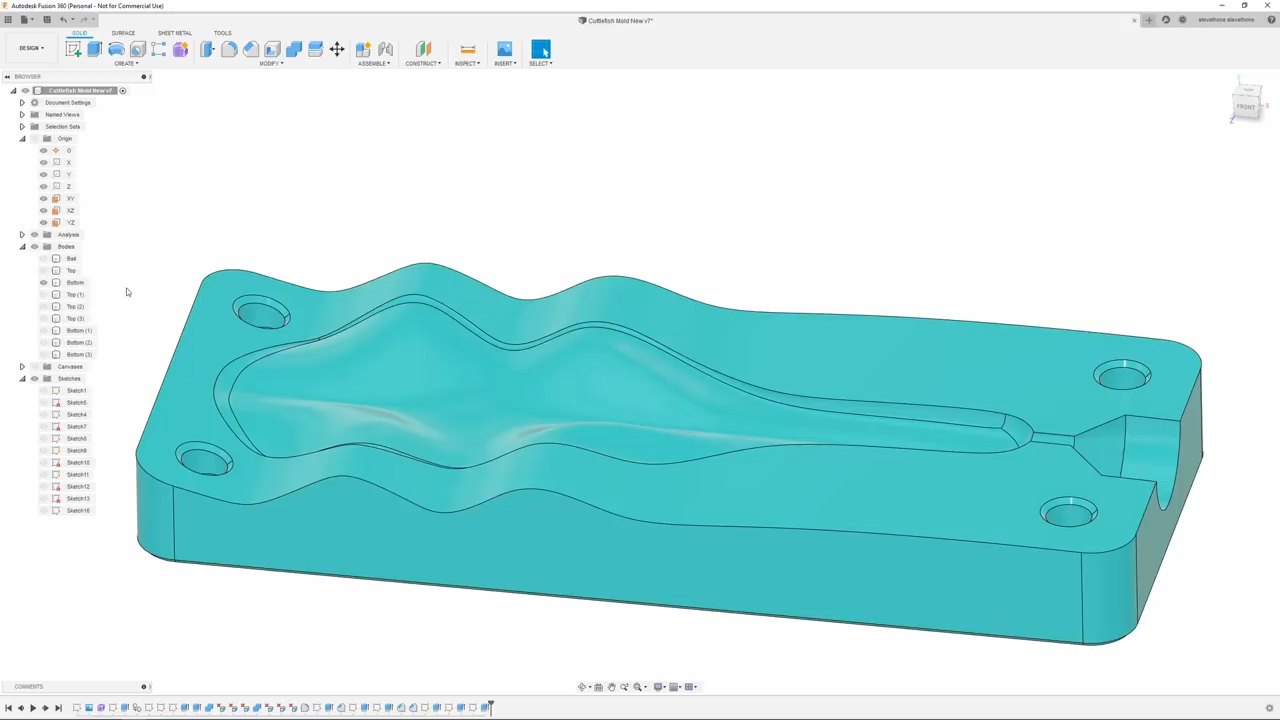 Autodesk Fusion 360 (Personal - Not for Commercial Use)
Cuttlefish Mold New v7*
stevethone stevethone
DESIGN
SOLID SURFACE SHEET METAL TOOLS
CREATE MODIFY ASSEMBLE CONSTRUCT INSPECT INSERT SELECT
BROWSER
Cuttlefish Mold New v7
Document Settings
Named Views
Selection Sets
Origin
O
X
Y
Z
XY
XZ
YZ
Analysis
Bodies
Bait
Top
Bottom
Top (1)
Top (2)
Top (3)
Bottom (1)
Bottom (2)
Bottom (3)
Canvases
Sketches
Sketch1
Sketch5
Sketch4
Sketch7
Sketch8
Sketch9
Sketch10
Sketch11
Sketch12
Sketch13
Sketch16
FRONT
X
Z
COMMENTS